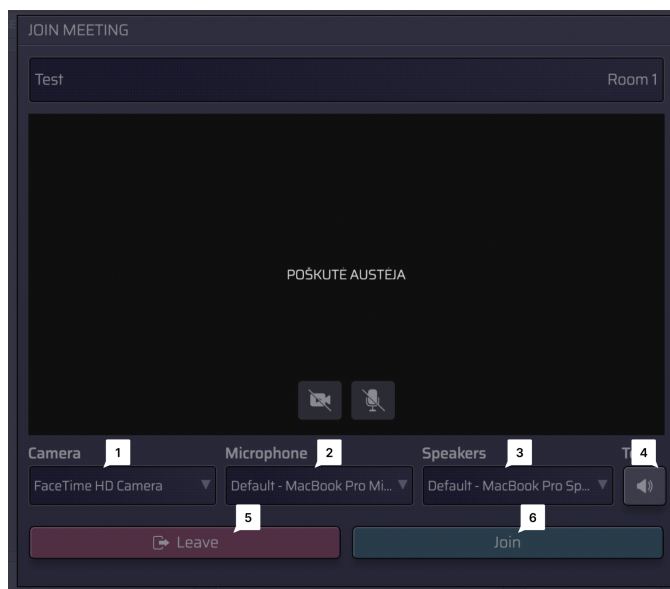 JOIN MEETING
Test Room 1
POŠKUTĖ AUSTĖJA
Camera 1 Microphone 2 Speakers 3 4
FaceTime HD Camera Default - MacBook Pro Mi... Default - MacBook Pro Sp...
5 6
Leave Join